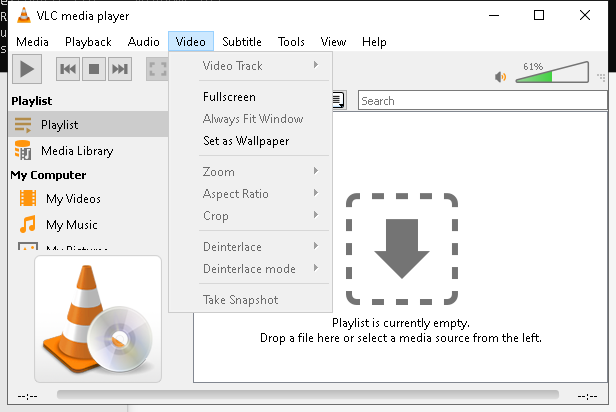 VLC media player
Media Playback Audio Video Subtitle Tools View Help
61%
Playlist
Search
Playlist
Media Library
My Computer
My Videos
My Music
Video Track
Fullscreen
Always Fit Window
Set as Wallpaper
Zoom
Aspect Ratio
Crop
Deinterlace
Deinterlace mode
Take Snapshot
Playlist is currently empty.
Drop a file here or select a media source from the left.
--:-- --:--